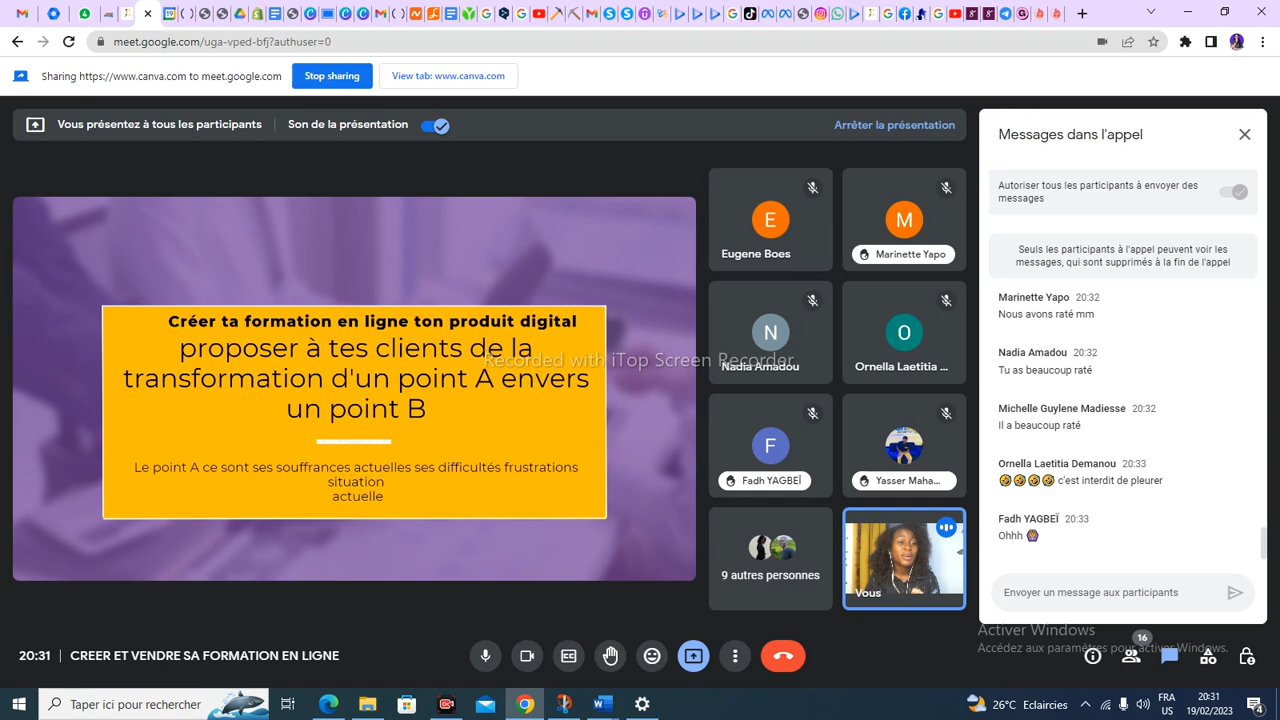 meet.google.com/uga-vped-bfj?authuser=0
Sharing https://www.canva.com to meet.google.com
Stop sharing
View tab: www.canva.com
Vous présentez à tous les participants
Son de la présentation
Arrêter la présentation
Créer ta formation en ligne ton produit digital
proposer à tes clients de la
transformation d'un point A envers
un point B
Le point A ce sont ses souffrances actuelles ses difficultés frustrations
situation
actuelle
Recorded with iTop Screen Recorder
E
Eugene Boes
M
Marinette Yapo
N
Nadia Amadou
O
Ornella Laetitia ...
F
Fadh YAGBEÏ
Yasser Maha...
9 autres personnes
Vous
Messages dans l'appel
Autoriser tous les participants à envoyer des
messages
Seuls les participants à l'appel peuvent voir les
messages, qui sont supprimés à la fin de l'appel
Marinette Yapo 20:32
Nous avons raté mm
Nadia Amadou 20:32
Tu as beaucoup raté
Michelle Guylene Madiesse 20:32
Il a beaucoup raté
Ornella Laetitia Demanou 20:33
🤣🤣🤣🤣 c'est interdit de pleurer
Fadh YAGBEÏ 20:33
Ohhh 🙆
Envoyer un message aux participants
Activer Windows
Accédez aux paramètres pour activer Windows.
20:31 | CREER ET VENDRE SA FORMATION EN LIGNE
16
Taper ici pour rechercher
26°C Eclaircies
FRA
US
20:31
19/02/2023
4